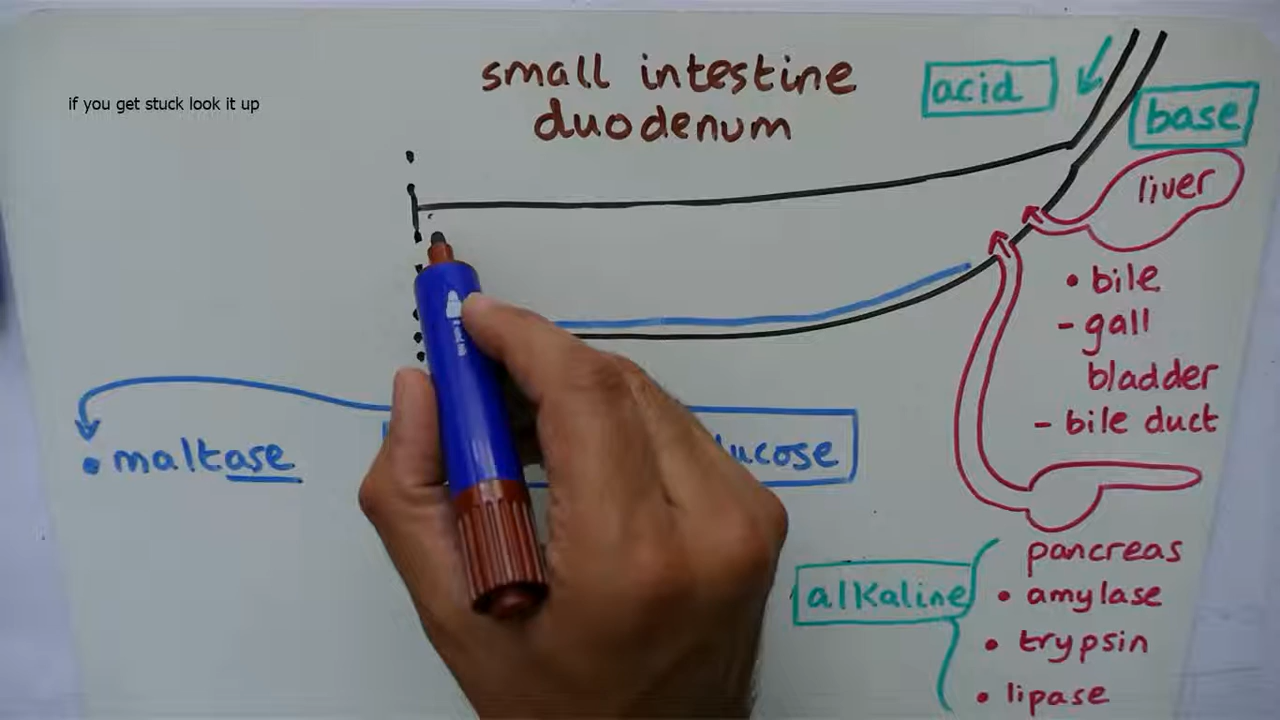 small intestine
duodenum
if you get stuck look it up
acid
base
liver
• bile
- gall
bladder
- bile duct
• maltase
pancreas
alkaline
• amylase
• trypsin
• lipase